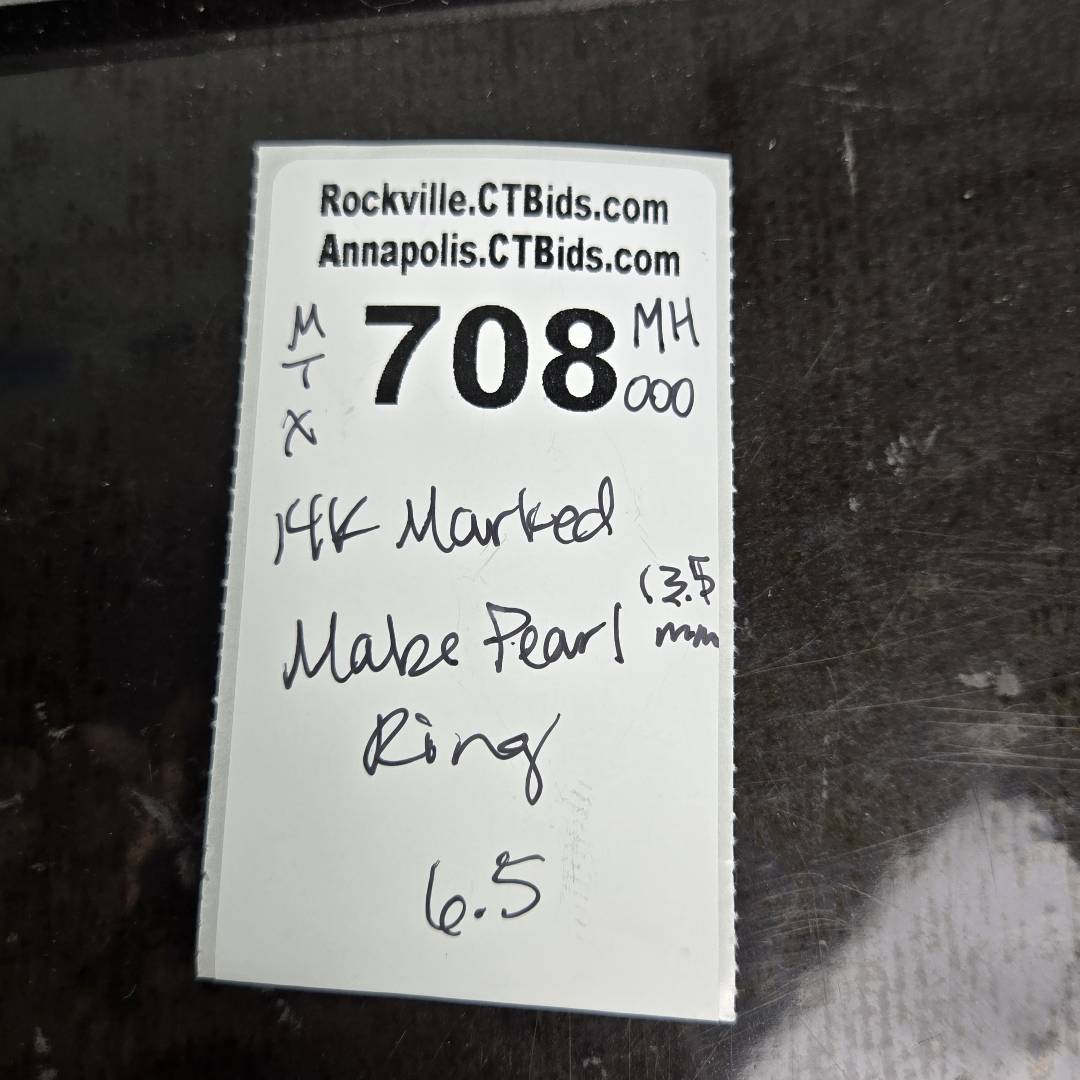 Rockville.CTBids.com
Annapolis.CTBids.com
M
T
X
708
MH
000
14K Marked
Mabe Pearl
13.5
mm
Ring
6.5